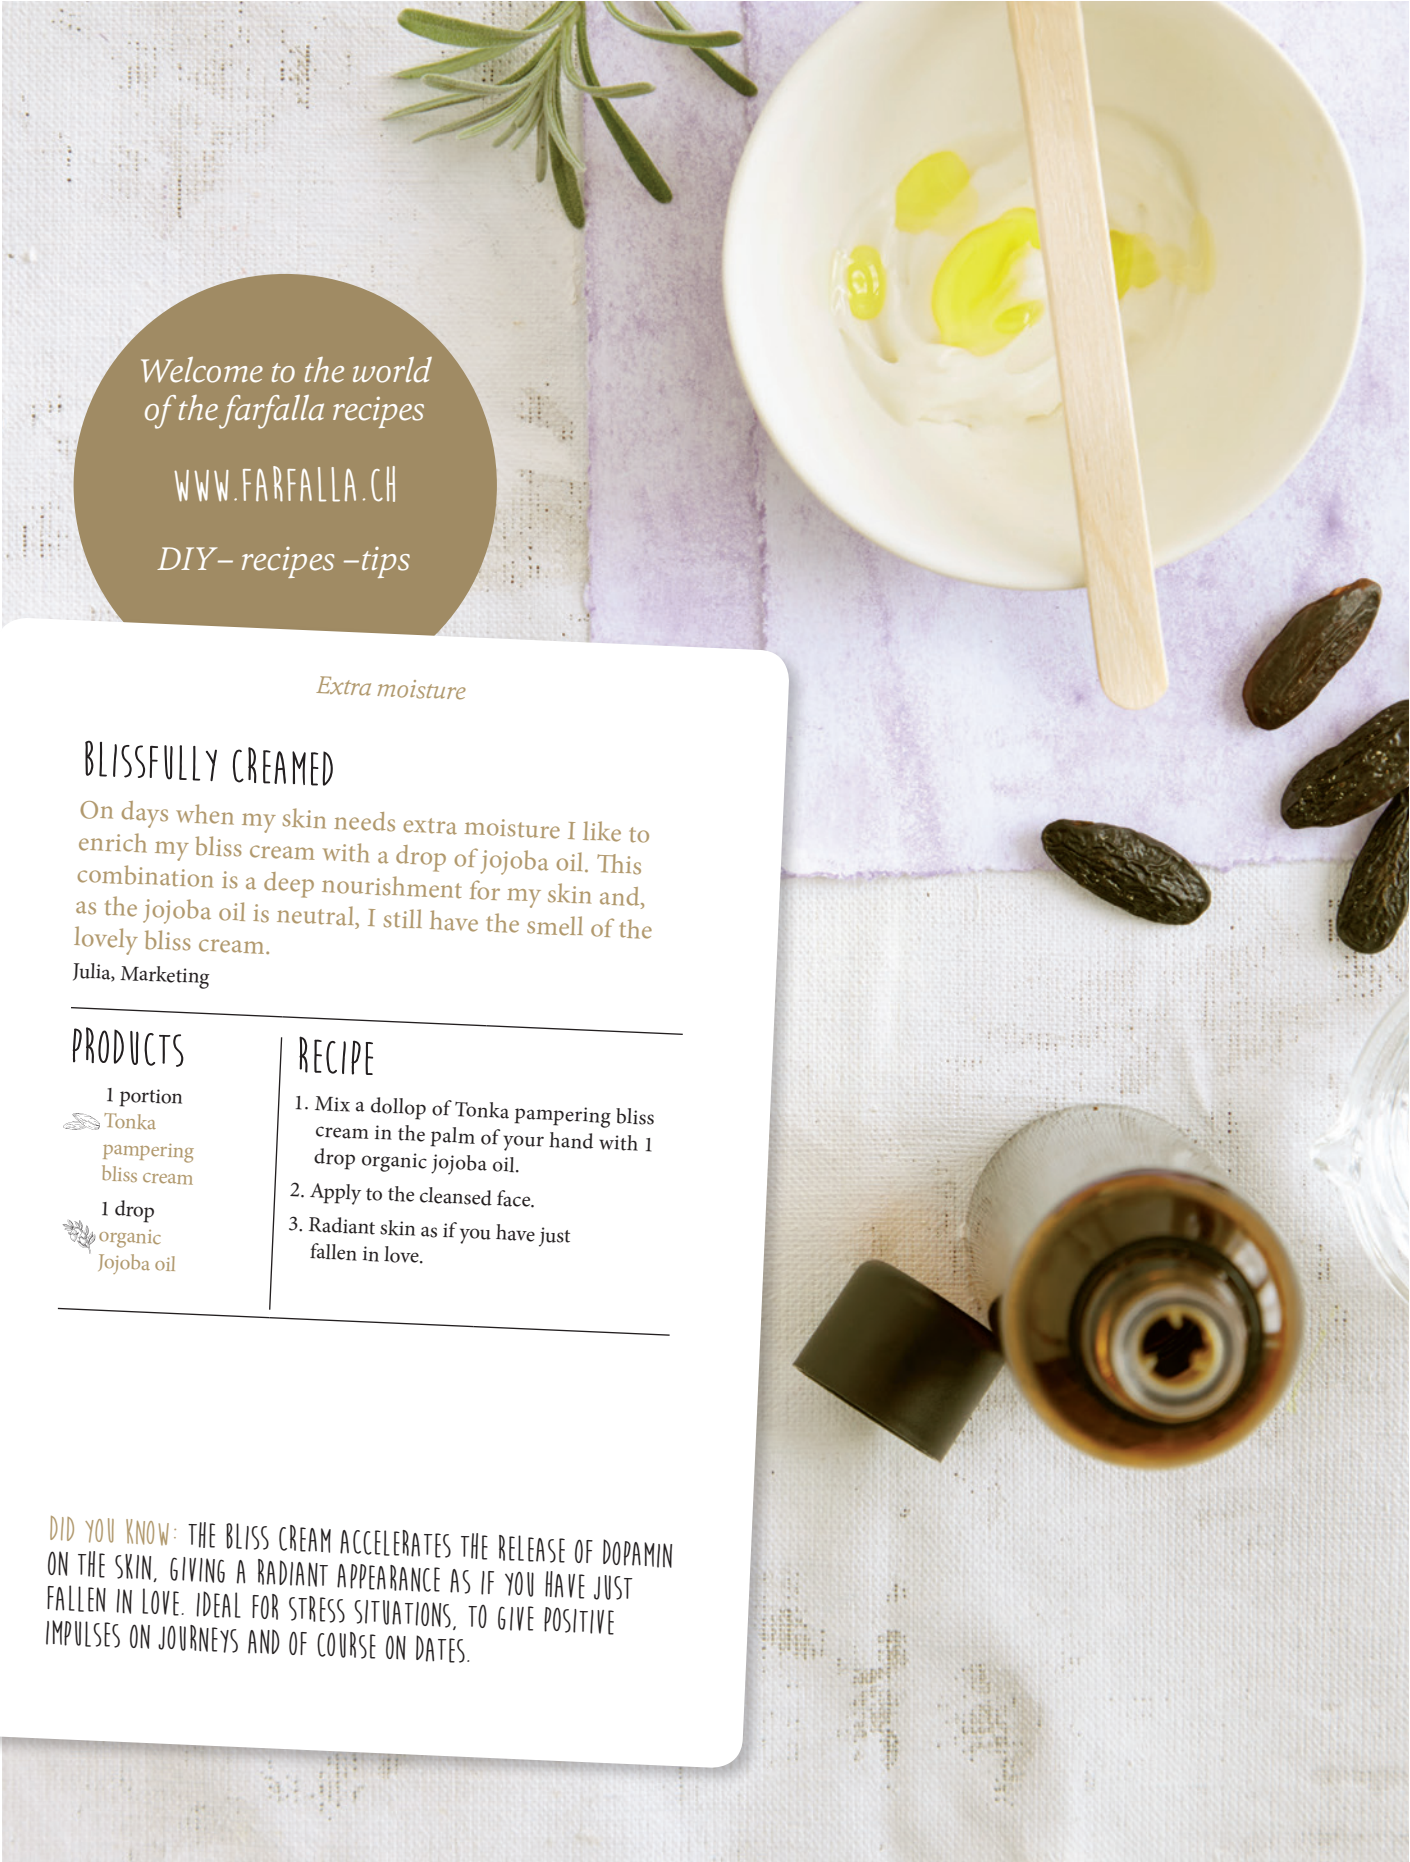 Welcome to the world
of the farfalla recipes
WWW.FARFALLA.CH
DIY– recipes –tips
Extra moisture
BLISSFULLY CREAMED
On days when my skin needs extra moisture I like to
enrich my bliss cream with a drop of jojoba oil. This
combination is a deep nourishment for my skin and,
as the jojoba oil is neutral, I still have the smell of the
lovely bliss cream.
Julia, Marketing
PRODUCTS
1 portion
Tonka
pampering
bliss cream
1 drop
organic
Jojoba oil
RECIPE
1. Mix a dollop of Tonka pampering bliss
cream in the palm of your hand with 1
drop organic jojoba oil.
2. Apply to the cleansed face.
3. Radiant skin as if you have just
fallen in love.
DID YOU KNOW: THE BLISS CREAM ACCELERATES THE RELEASE OF DOPAMIN
ON THE SKIN, GIVING A RADIANT APPEARANCE AS IF YOU HAVE JUST
FALLEN IN LOVE. IDEAL FOR STRESS SITUATIONS, TO GIVE POSITIVE
IMPULSES ON JOURNEYS AND OF COURSE ON DATES.